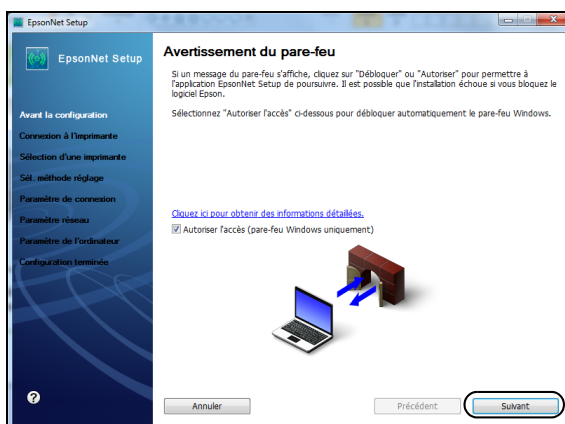 EpsonNet Setup
EpsonNet Setup
Avant la configuration
Connexion à l'imprimante
Sélection d'une imprimante
Sél. méthode réglage
Paramètre de connexion
Paramètre réseau
Paramètre de l'ordinateur
Configuration terminée
?
Avertissement du pare-feu
Si un message du pare-feu s'affiche, cliquez sur "Débloquer" ou "Autoriser" pour permettre à
l'application EpsonNet Setup de poursuivre. Il est possible que l'installation échoue si vous bloquez le
logiciel Epson.
Sélectionnez "Autoriser l'accès" ci-dessous pour débloquer automatiquement le pare-feu Windows.
Cliquez ici pour obtenir des informations détaillées.
Autoriser l'accès (pare-feu Windows uniquement)
Annuler
Précédent
Suivant